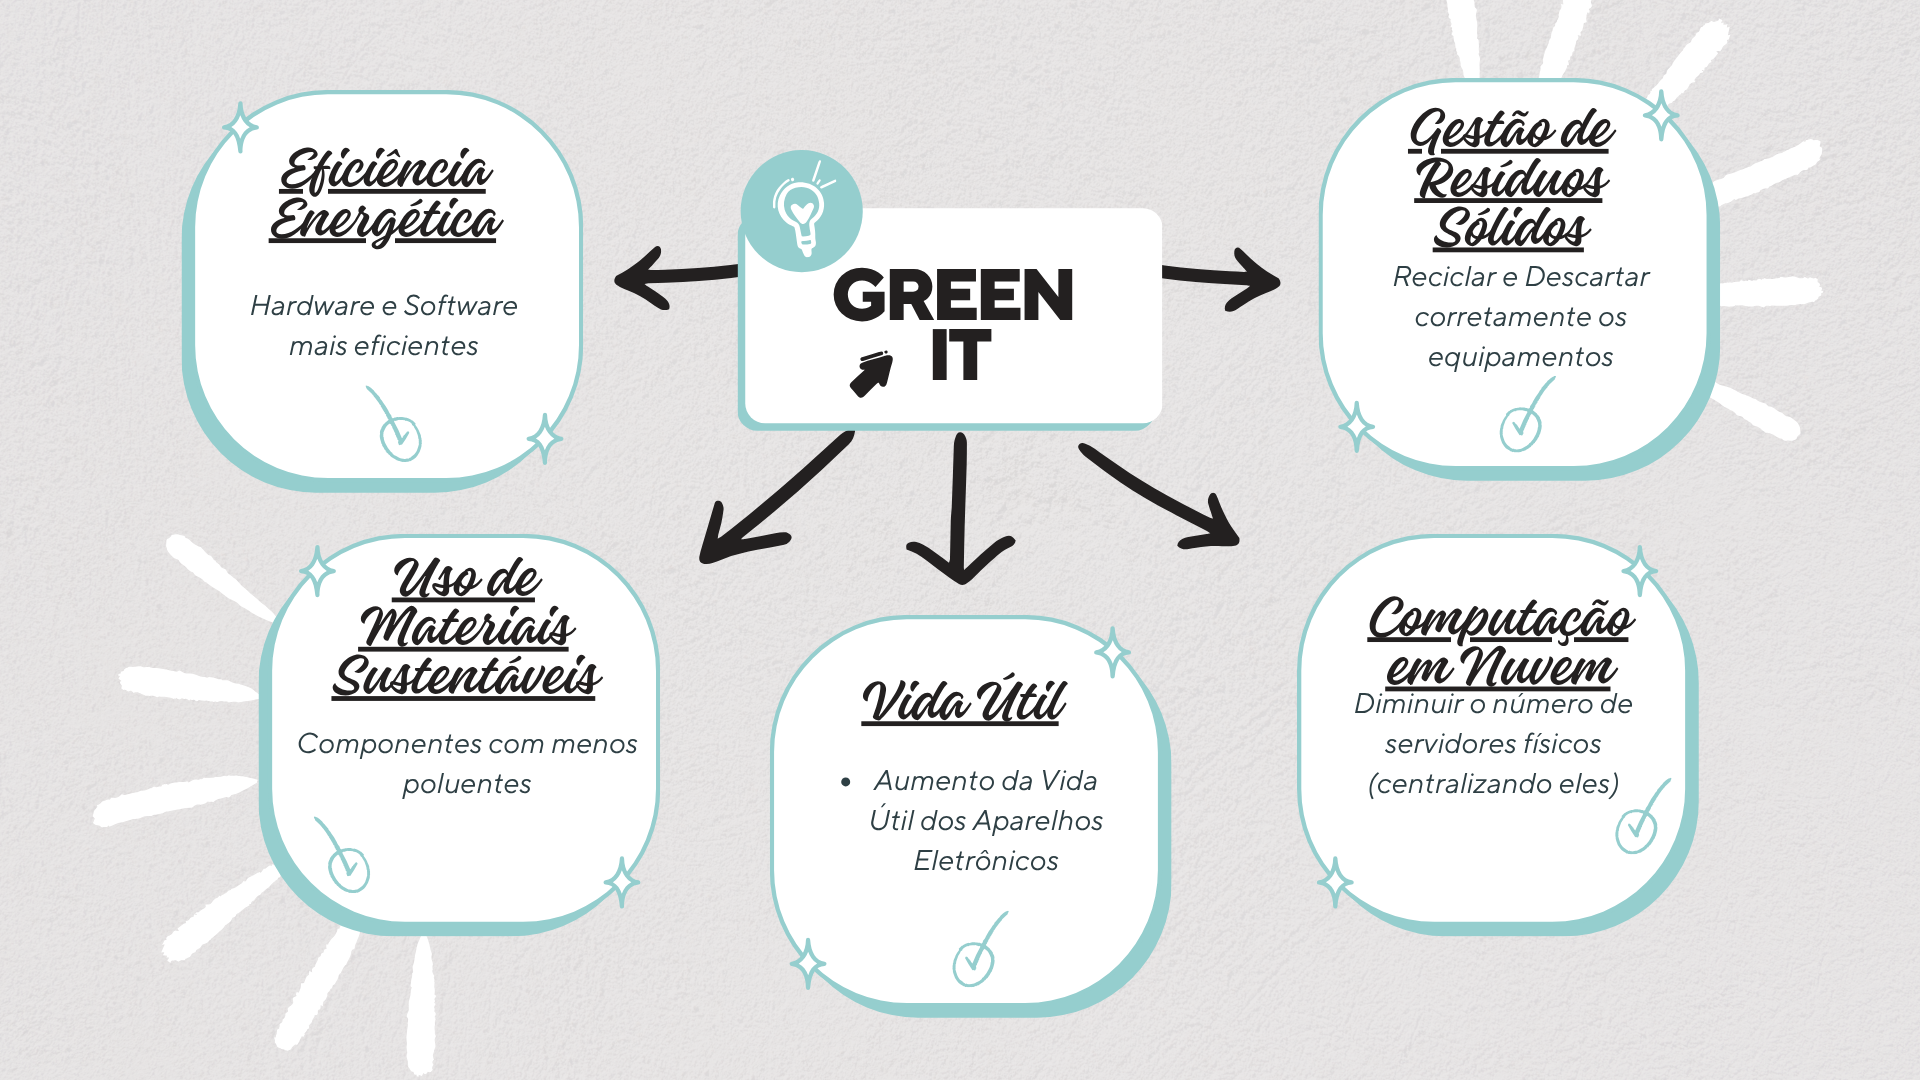 GREEN
IT
Eficiência
Energética
Hardware e Software
mais eficientes
Gestão de
Resíduos
Sólidos
Reciclar e Descartar
corretamente os
equipamentos
Uso de
Materiais
Sustentáveis
Componentes com menos
poluentes
Vida Útil
• Aumento da Vida
Útil dos Aparelhos
Eletrônicos
Computação
em Nuvem
Diminuir o número de
servidores físicos
(centralizando eles)